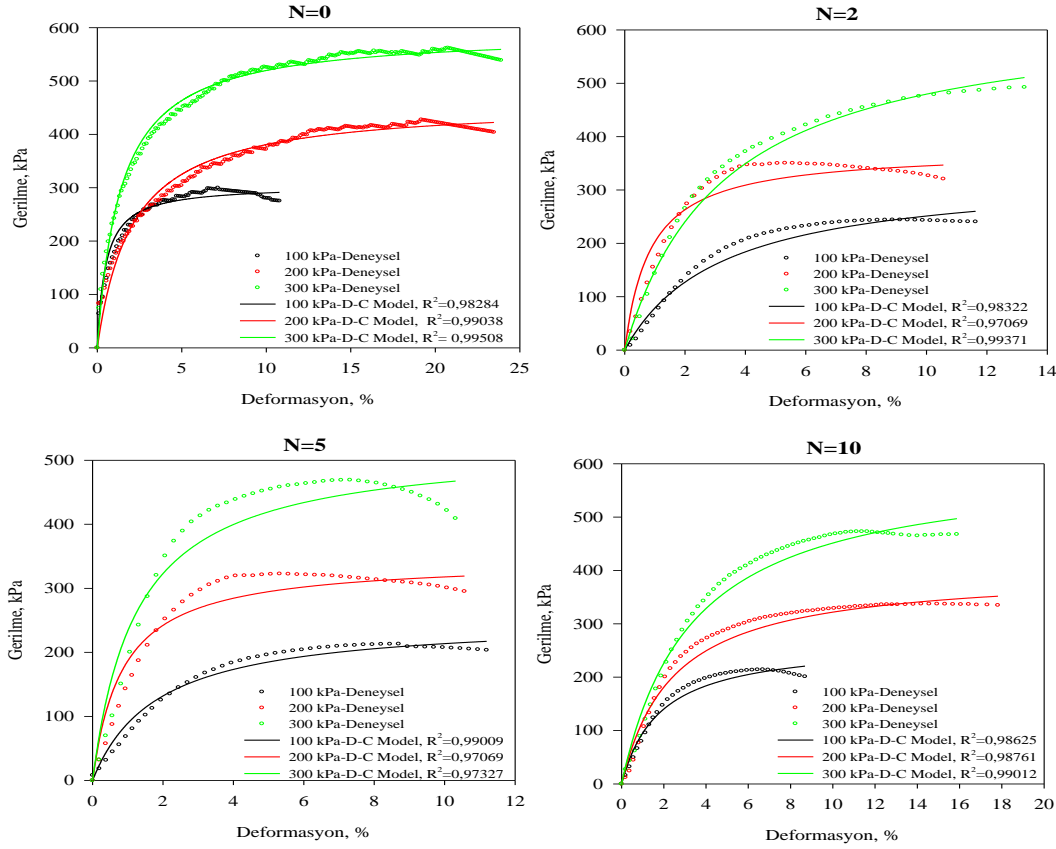 N=0
600
500
400
300
200
100
0
Gerilme, kPa
100 kPa-Deneysel
200 kPa-Deneysel
300 kPa-Deneysel
100 kPa-D-C Model, R²=0,98284
200 kPa-D-C Model, R²=0,99038
300 kPa-D-C Model, R²= 0,99508
0 5 10 15 20 25
Deformasyon, %
N=2
600
500
400
300
200
100
0
Gerilme, kPa
100 kPa-Deneysel
200 kPa-Deneysel
300 kPa-Deneysel
100 kPa-D-C Model, R²=0,98322
200 kPa-D-C Model, R²=0,97069
300 kPa-D-C Model, R²=0,99371
0 2 4 6 8 10 12 14
Deformasyon, %
N=5
500
400
300
200
100
0
Gerilme, kPa
100 kPa-Deneysel
200 kPa-Deneysel
300 kPa-Deneysel
100 kPa-D-C Model, R²=0,99009
200 kPa-D-C Model, R²=0,97069
300 kPa-D-C Model, R²=0,97327
0 2 4 6 8 10 12
Deformasyon, %
N=10
600
500
400
300
200
100
0
Gerilme, kPa
100 kPa-Deneysel
200 kPa-Deneysel
300 kPa-Deneysel
100 kPa-D-C Model, R²=0,98625
200 kPa-D-C Model, R²=0,98761
300 kPa-D-C Model, R²=0,99012
0 2 4 6 8 10 12 14 16 18 20
Deformasyon, %